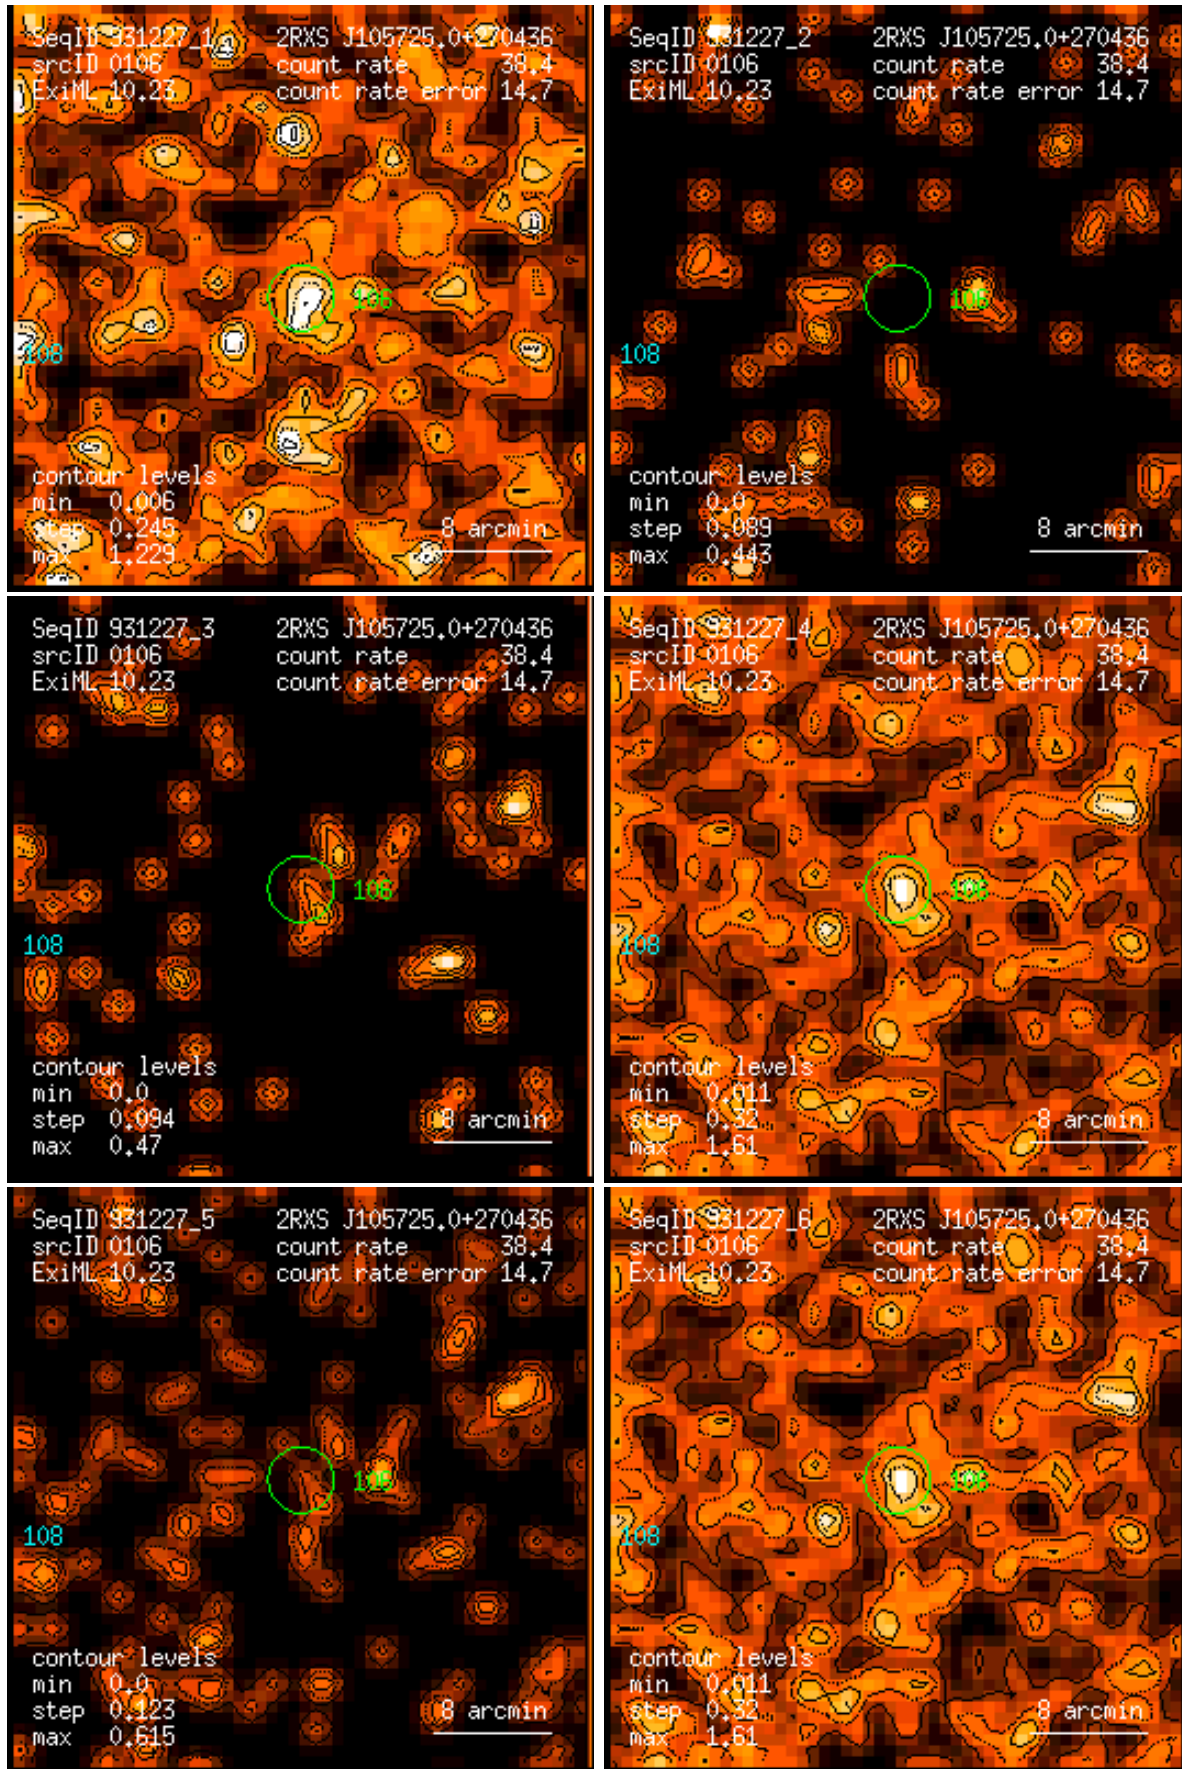 SeqID 931227_1 2RXS J105725.0+270436
srcID 0106 count rate 38.4
ExiML 10.23 count rate error 14.7
106
108
contour levels
min 0.006
step 0.245 8 arcmin
max 1.229
SeqID 931227_2 2RXS J105725.0+270436
srcID 0106 count rate 38.4
ExiML 10.23 count rate error 14.7
106
108
contour levels
min 0.0
step 0.089 8 arcmin
max 0.443
SeqID 931227_3 2RXS J105725.0+270436
srcID 0106 count rate 38.4
ExiML 10.23 count rate error 14.7
106
108
contour levels
min 0.0
step 0.094 8 arcmin
max 0.47
SeqID 931227_4 2RXS J105725.0+270436
srcID 0106 count rate 38.4
ExiML 10.23 count rate error 14.7
106
108
contour levels
min 0.011
step 0.32 8 arcmin
max 1.61
SeqID 931227_5 2RXS J105725.0+270436
srcID 0106 count rate 38.4
ExiML 10.23 count rate error 14.7
106
108
contour levels
min 0.0
step 0.123 8 arcmin
max 0.615
SeqID 931227_6 2RXS J105725.0+270436
srcID 0106 count rate 38.4
ExiML 10.23 count rate error 14.7
106
108
contour levels
min 0.011
step 0.32 8 arcmin
max 1.61